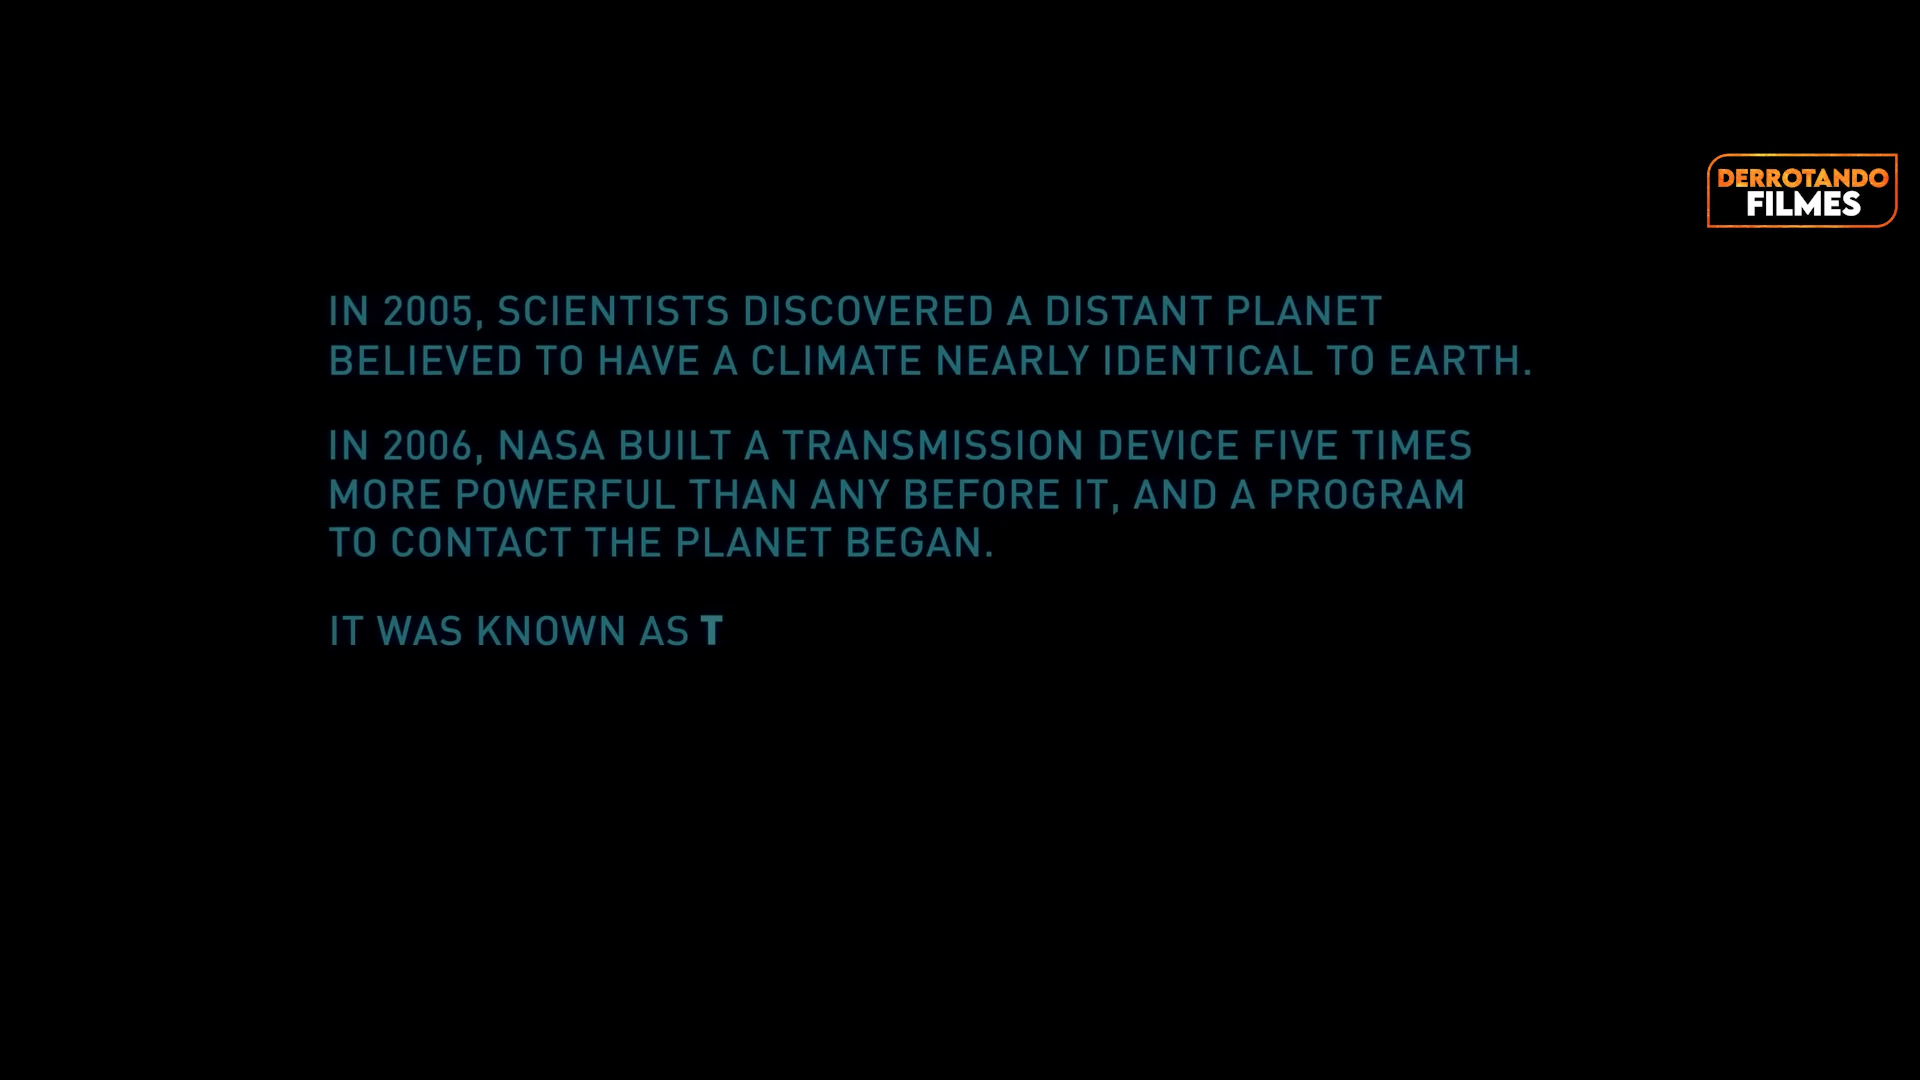 DERROTANDO
FILMES
IN 2005, SCIENTISTS DISCOVERED A DISTANT PLANET
BELIEVED TO HAVE A CLIMATE NEARLY IDENTICAL TO EARTH.
IN 2006, NASA BUILT A TRANSMISSION DEVICE FIVE TIMES
MORE POWERFUL THAN ANY BEFORE IT, AND A PROGRAM
TO CONTACT THE PLANET BEGAN.
IT WAS KNOWN AS T